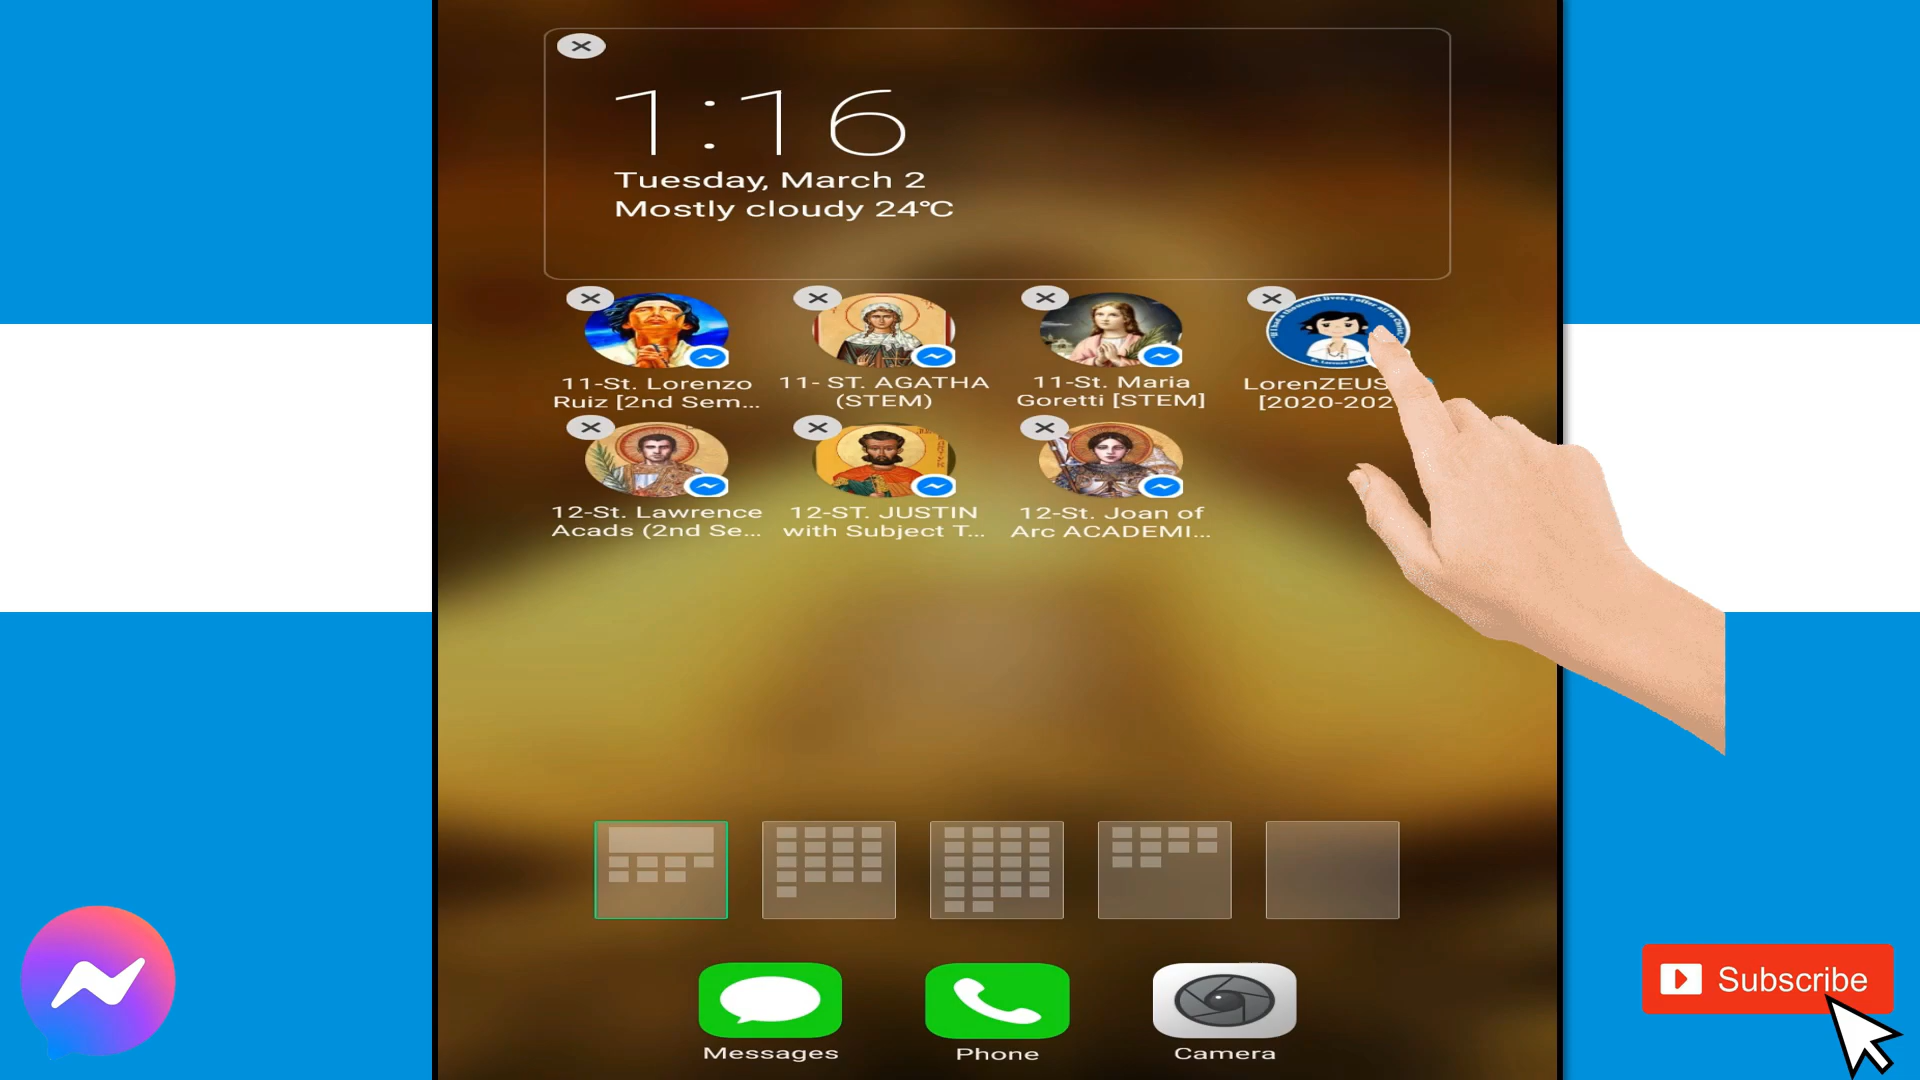 1:16
Tuesday, March 2
Mostly cloudy 24°C
11-St. Lorenzo
Ruiz [2nd Sem...
11- ST. AGATHA
(STEM)
11-St. Maria
Goretti [STEM]
LorenZEUS
[2020-202
12-St. Lawrence
Acads (2nd Se...
12-ST. JUSTIN
with Subject T...
12-St. Joan of
Arc ACADEMI...
Messages
Phone
Camera
Subscribe